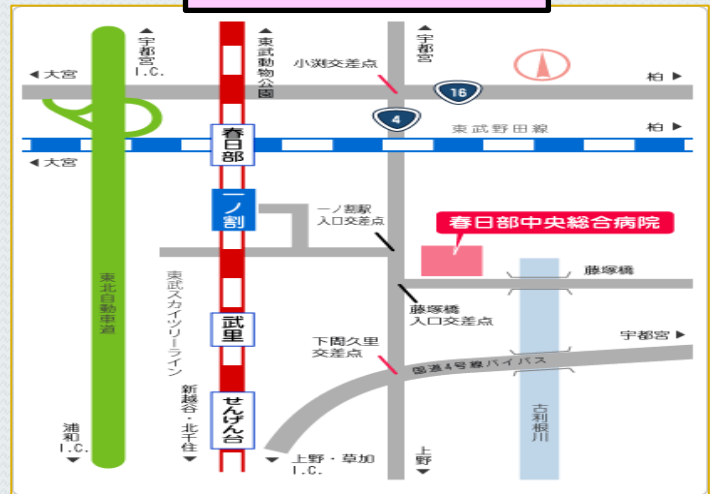 ▲
宇都宮
I.C.
▲
東武動物公園
▲
宇都宮
小渕交差点
◀大宮
柏▶
16
4
東武野田線
柏▶
◀大宮
春日部
一ノ割
一ノ割駅
入口交差点
春日部中央総合病院
東北自動車道
東武スカイツリーライン
藤塚橋
藤塚橋
入口交差点
武里
下間久里
交差点
宇都宮▶
国道4号線バイパス
新越谷・北千住
▼
せんげん台
古利根川
浦和
I.C.
▼
▼上野・草加
I.C.
上野
▼